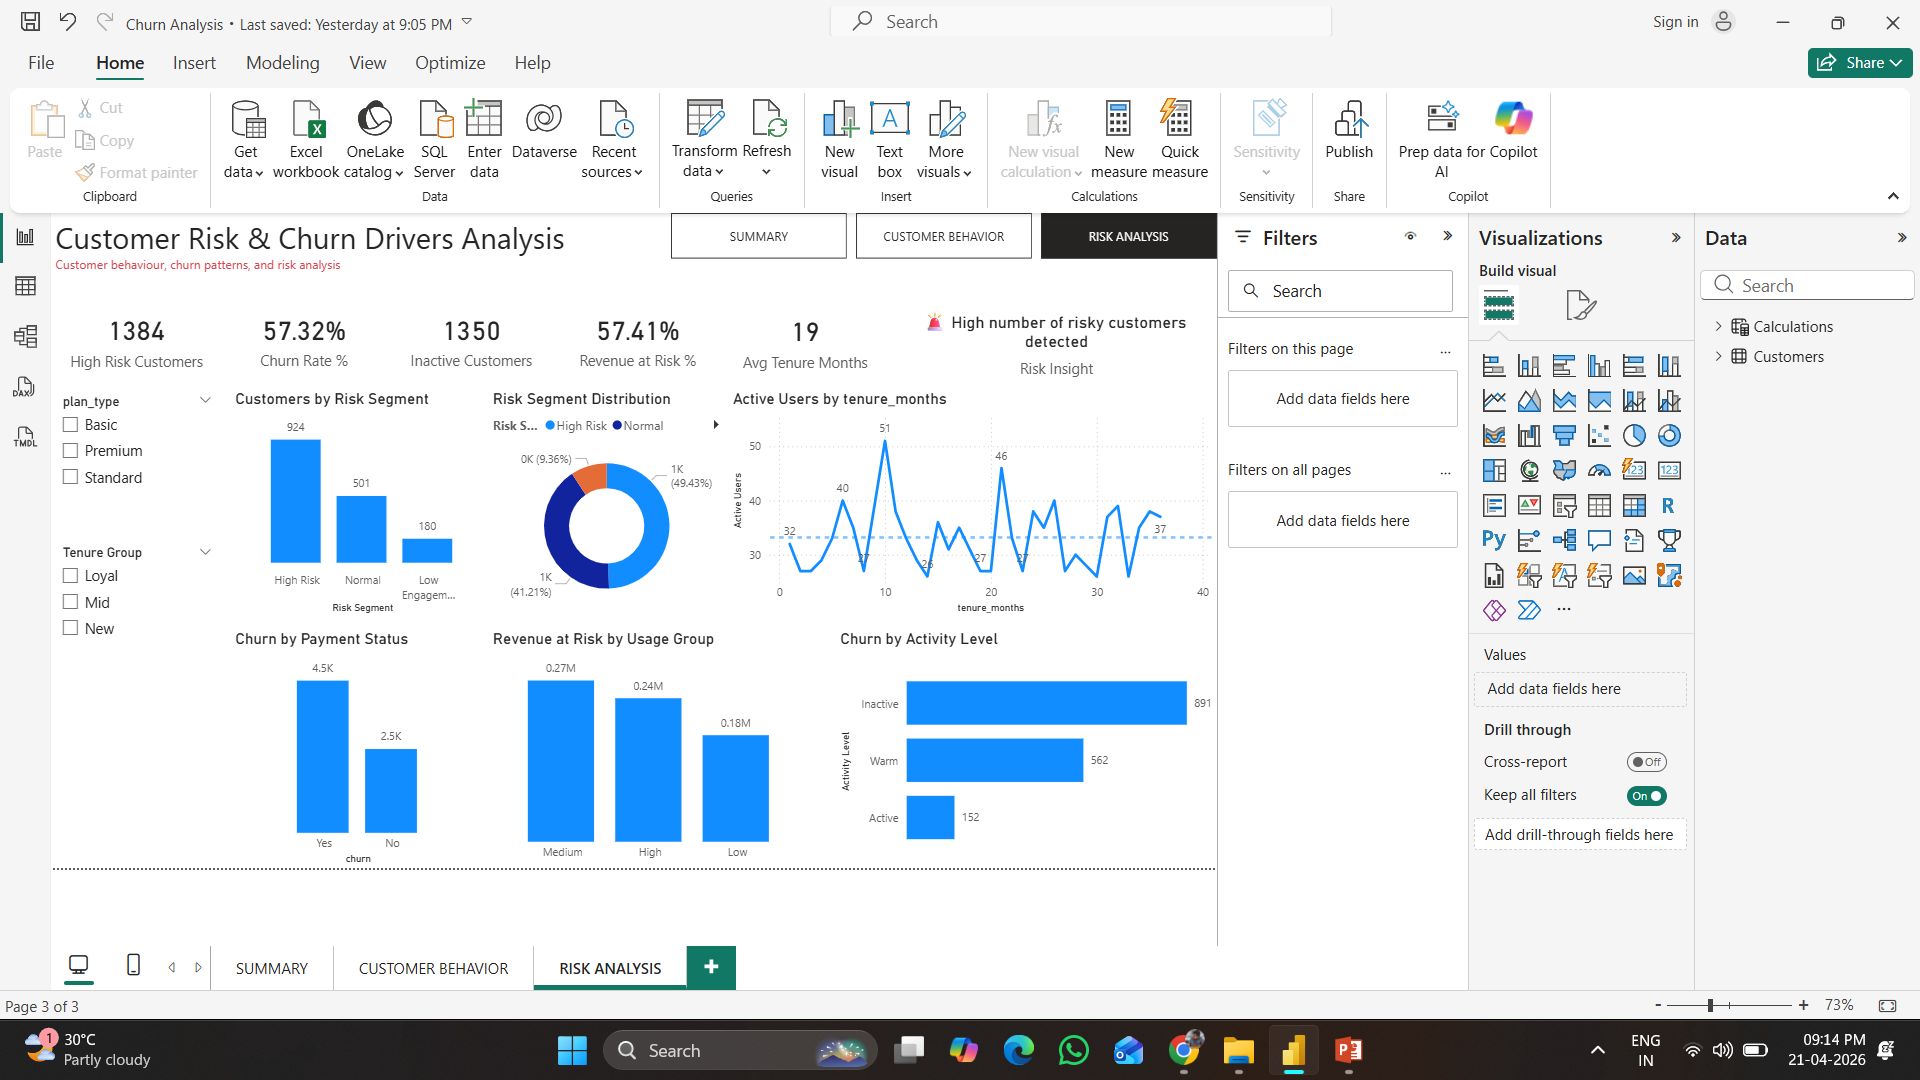 Churn Analysis • Last saved: Yesterday at 9:05 PM
Search
Sign in
File
Home
Insert
Modeling
View
Optimize
Help
Share
Paste
Cut
Copy
Format painter
Clipboard
Get data
Excel workbook
OneLake catalog
SQL Server
Enter data
Dataverse
Recent sources
Data
Transform data
Refresh
Queries
New visual
Text box
More visuals
Insert
New visual calculation
New measure
Quick measure
Calculations
Sensitivity
Sensitivity
Publish
Share
Prep data for AI
Copilot
Copilot
DAX
TMDL
Customer Risk & Churn Drivers Analysis
Customer behaviour, churn patterns, and risk analysis
SUMMARY
CUSTOMER BEHAVIOR
RISK ANALYSIS
1384
High Risk Customers
57.32%
Churn Rate %
1350
Inactive Customers
57.41%
Revenue at Risk %
19
Avg Tenure Months
High number of risky customers
detected
Risk Insight
plan_type
Basic
Premium
Standard
Tenure Group
Loyal
Mid
New
Customers by Risk Segment
924
501
180
High Risk
Normal
Low
Engagem...
Risk Segment
Risk Segment Distribution
Risk S...
High Risk
Normal
0K (9.36%)
1K
(49.43%)
1K
(41.21%)
Active Users by tenure_months
Active Users
50
40
30
32
40
27
51
26
27
46
27
37
0
10
20
30
40
tenure_months
Churn by Payment Status
4.5K
2.5K
Yes
No
churn
Revenue at Risk by Usage Group
0.27M
0.24M
0.18M
Medium
High
Low
Churn by Activity Level
Activity Level
Inactive
891
Warm
562
Active
152
Filters
Search
Filters on this page
...
Add data fields here
Filters on all pages
...
Add data fields here
Visualizations
Build visual
123
123
R
Py
...
Values
Add data fields here
Drill through
Cross-report
Off
Keep all filters
On
Add drill-through fields here
Data
Search
Calculations
Customers
SUMMARY
CUSTOMER BEHAVIOR
RISK ANALYSIS
+
Page 3 of 3
- + 73%
1
30°C
Partly cloudy
Search
ENG
IN
09:14 PM
21-04-2026